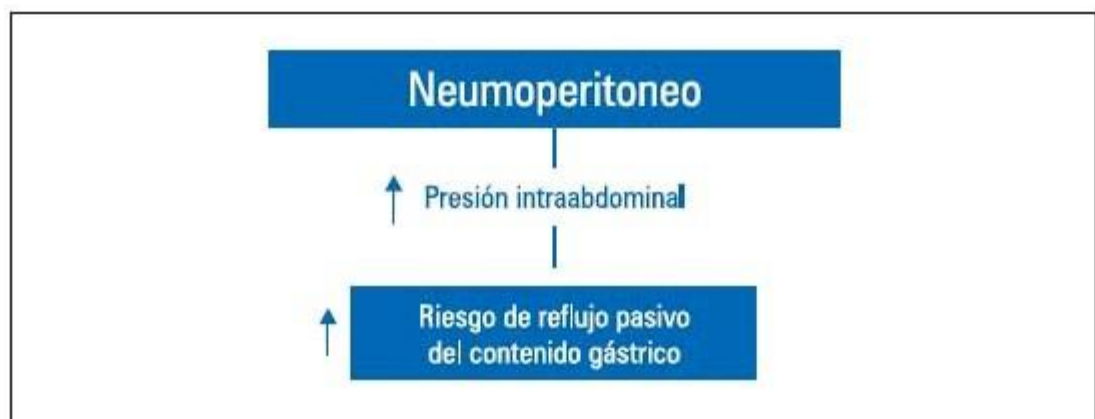 Neumoperitoneo
Presión intraabdominal
Riesgo de reflujo pasivo
del contenido gástrico